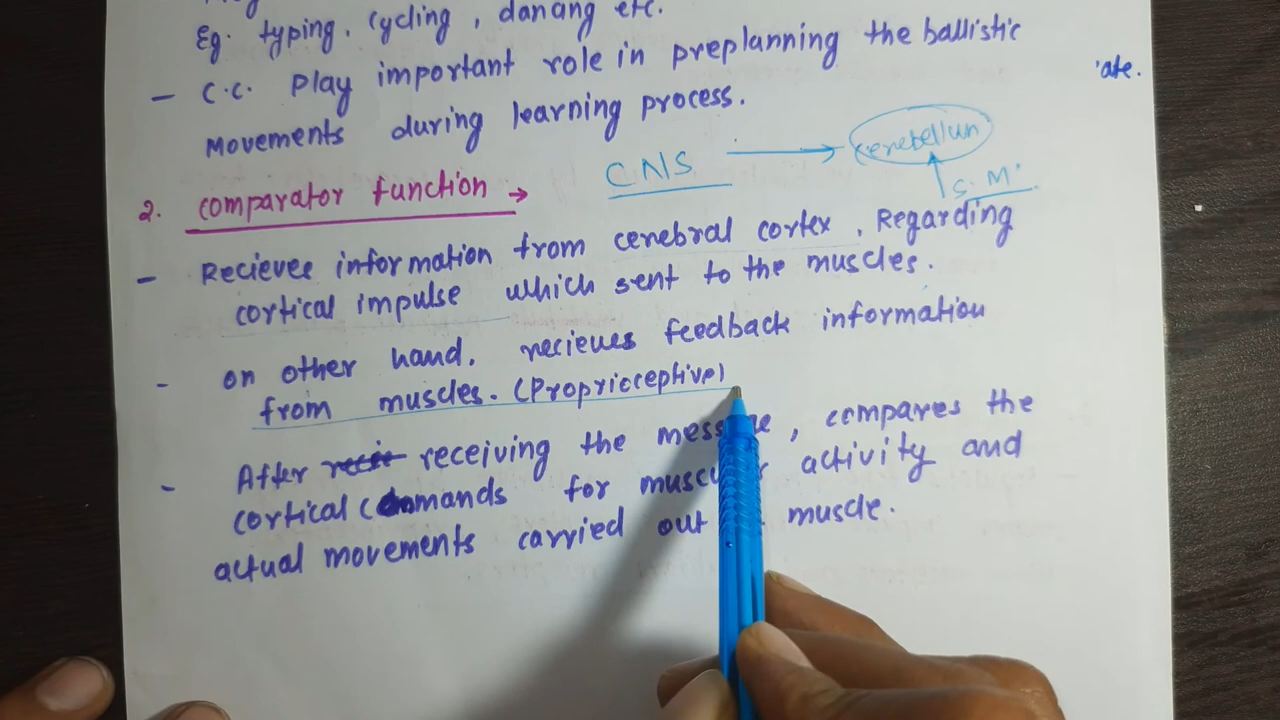 Eg. typing, Cycling, dancing etc.
- C.C. Play important role in preplanning the ballistic
Movements during learning process.
ate.
CNS → cerebellum
S.M.
2. Comparator function →
- Recieves information from cerebral cortex, Regarding
cortical impulse which sent to the muscles.
- on other hand. recieves feedback information
from muscles. (Proprioceptive)
- After receiving the message, compares the
cortical commands for muscular activity and
actual movements carried out muscle.